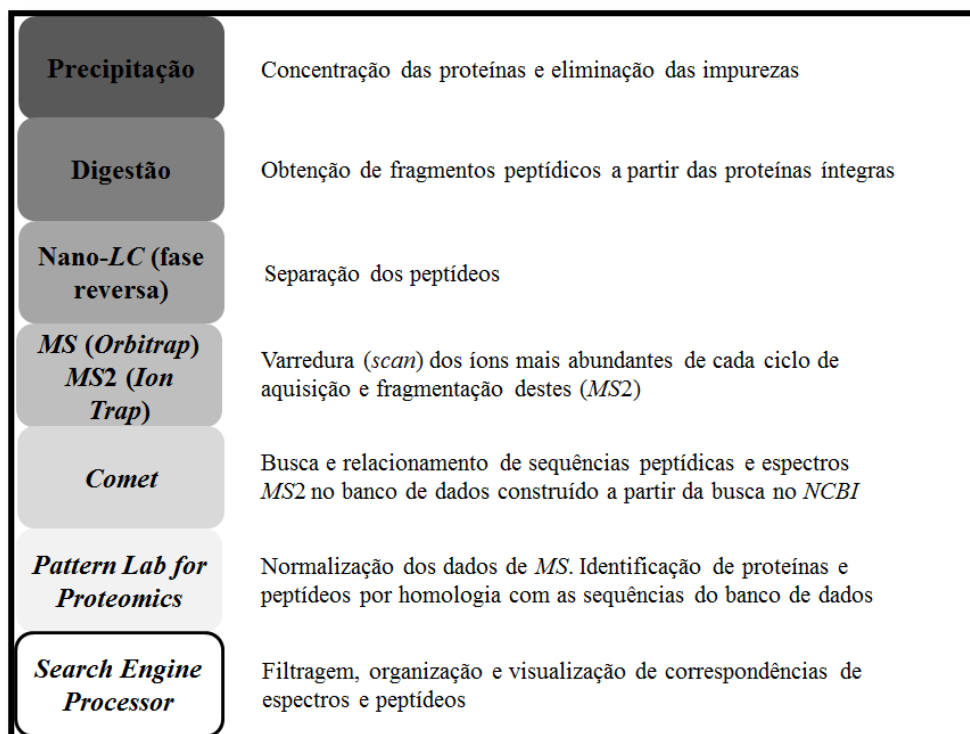 Precipitação
Concentração das proteínas e eliminação das impurezas
Digestão
Obtenção de fragmentos peptídicos a partir das proteínas íntegras
Nano-LC (fase
reversa)
Separação dos peptídeos
MS (Orbitrap)
MS2 (Ion
Trap)
Varredura (scan) dos íons mais abundantes de cada ciclo de
aquisição e fragmentação destes (MS2)
Comet
Busca e relacionamento de sequências peptídicas e espectros
MS2 no banco de dados construído a partir da busca no NCBI
Pattern Lab for
Proteomics
Normalização dos dados de MS. Identificação de proteínas e
peptídeos por homologia com as sequências do banco de dados
Search Engine
Processor
Filtragem, organização e visualização de correspondências de
espectros e peptídeos